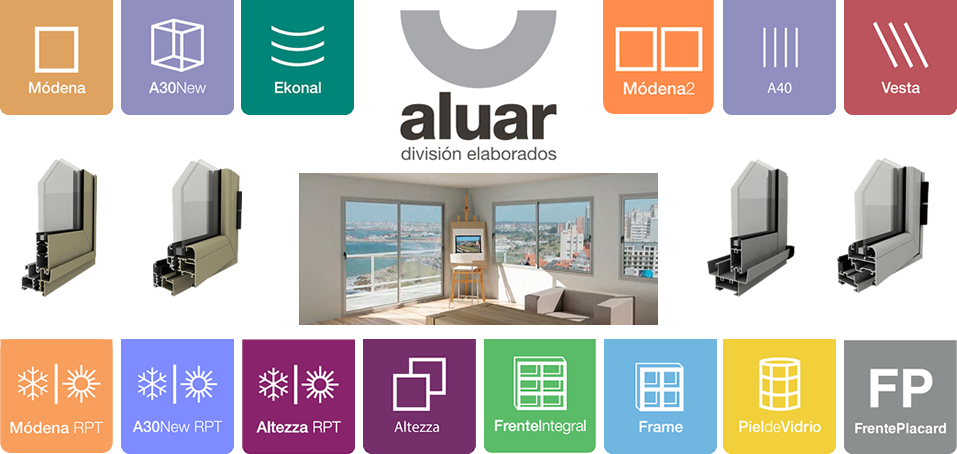 Módena
A30New
Ekonal
aluar
división elaborados
Módena2
A40
Vesta
Módena RPT
A30New RPT
Altezza RPT
Altezza
FrenteIntegral
Frame
PieldeVidrio
FP
FrentePlacard